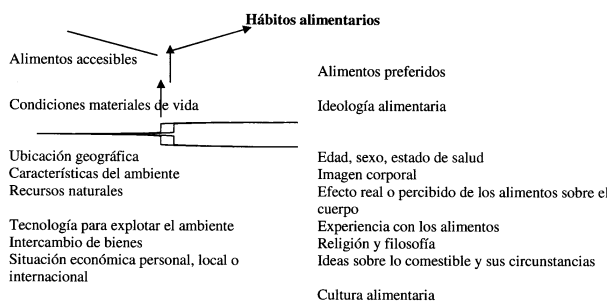 Hábitos alimentarios
Alimentos accesibles
Alimentos preferidos
Condiciones materiales de vida
Ideología alimentaria
Ubicación geográfica
Características del ambiente
Recursos naturales
Tecnología para explotar el ambiente
Intercambio de bienes
Situación económica personal, local o
internacional
Edad, sexo, estado de salud
Imagen corporal
Efecto real o percibido de los alimentos sobre el
cuerpo
Experiencia con los alimentos
Religión y filosofía
Ideas sobre lo comestible y sus circunstancias
Cultura alimentaria